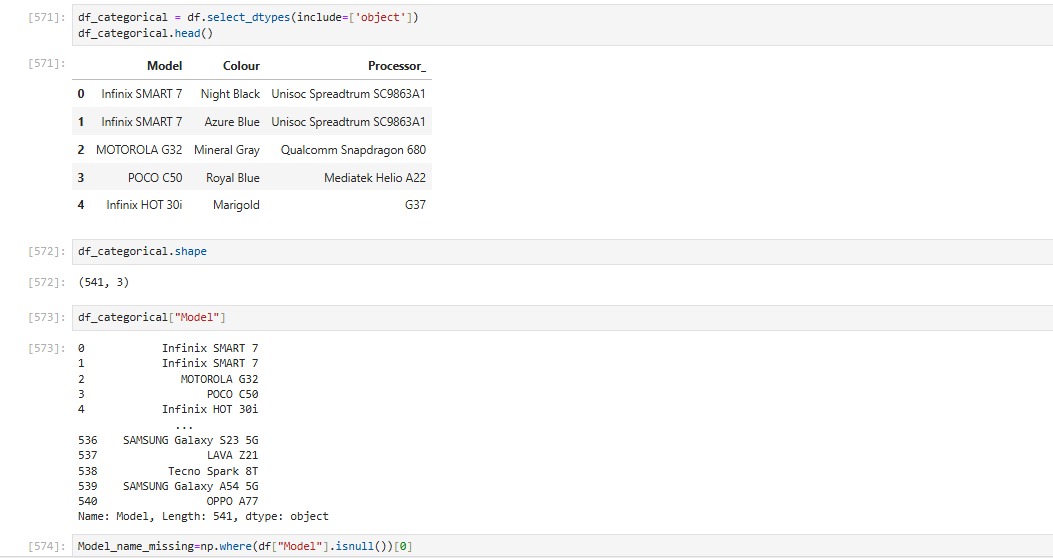 [571]: df_categorical = df.select_dtypes(include=['object'])
df_categorical.head()
[571]: Model Colour Processor_
0 Infinix SMART 7 Night Black Unisoc Spreadtrum SC9863A1
1 Infinix SMART 7 Azure Blue Unisoc Spreadtrum SC9863A1
2 MOTOROLA G32 Mineral Gray Qualcomm Snapdragon 680
3 POCO C50 Royal Blue Mediatek Helio A22
4 Infinix HOT 30i Marigold G37
[572]: df_categorical.shape
[572]: (541, 3)
[573]: df_categorical["Model"]
[573]: 0 Infinix SMART 7
1 Infinix SMART 7
2 MOTOROLA G32
3 POCO C50
4 Infinix HOT 30i
...
536 SAMSUNG Galaxy S23 5G
537 LAVA Z21
538 Tecno Spark 8T
539 SAMSUNG Galaxy A54 5G
540 OPPO A77
Name: Model, Length: 541, dtype: object
[574]: Model_name_missing=np.where(df["Model"].isnull())[0]